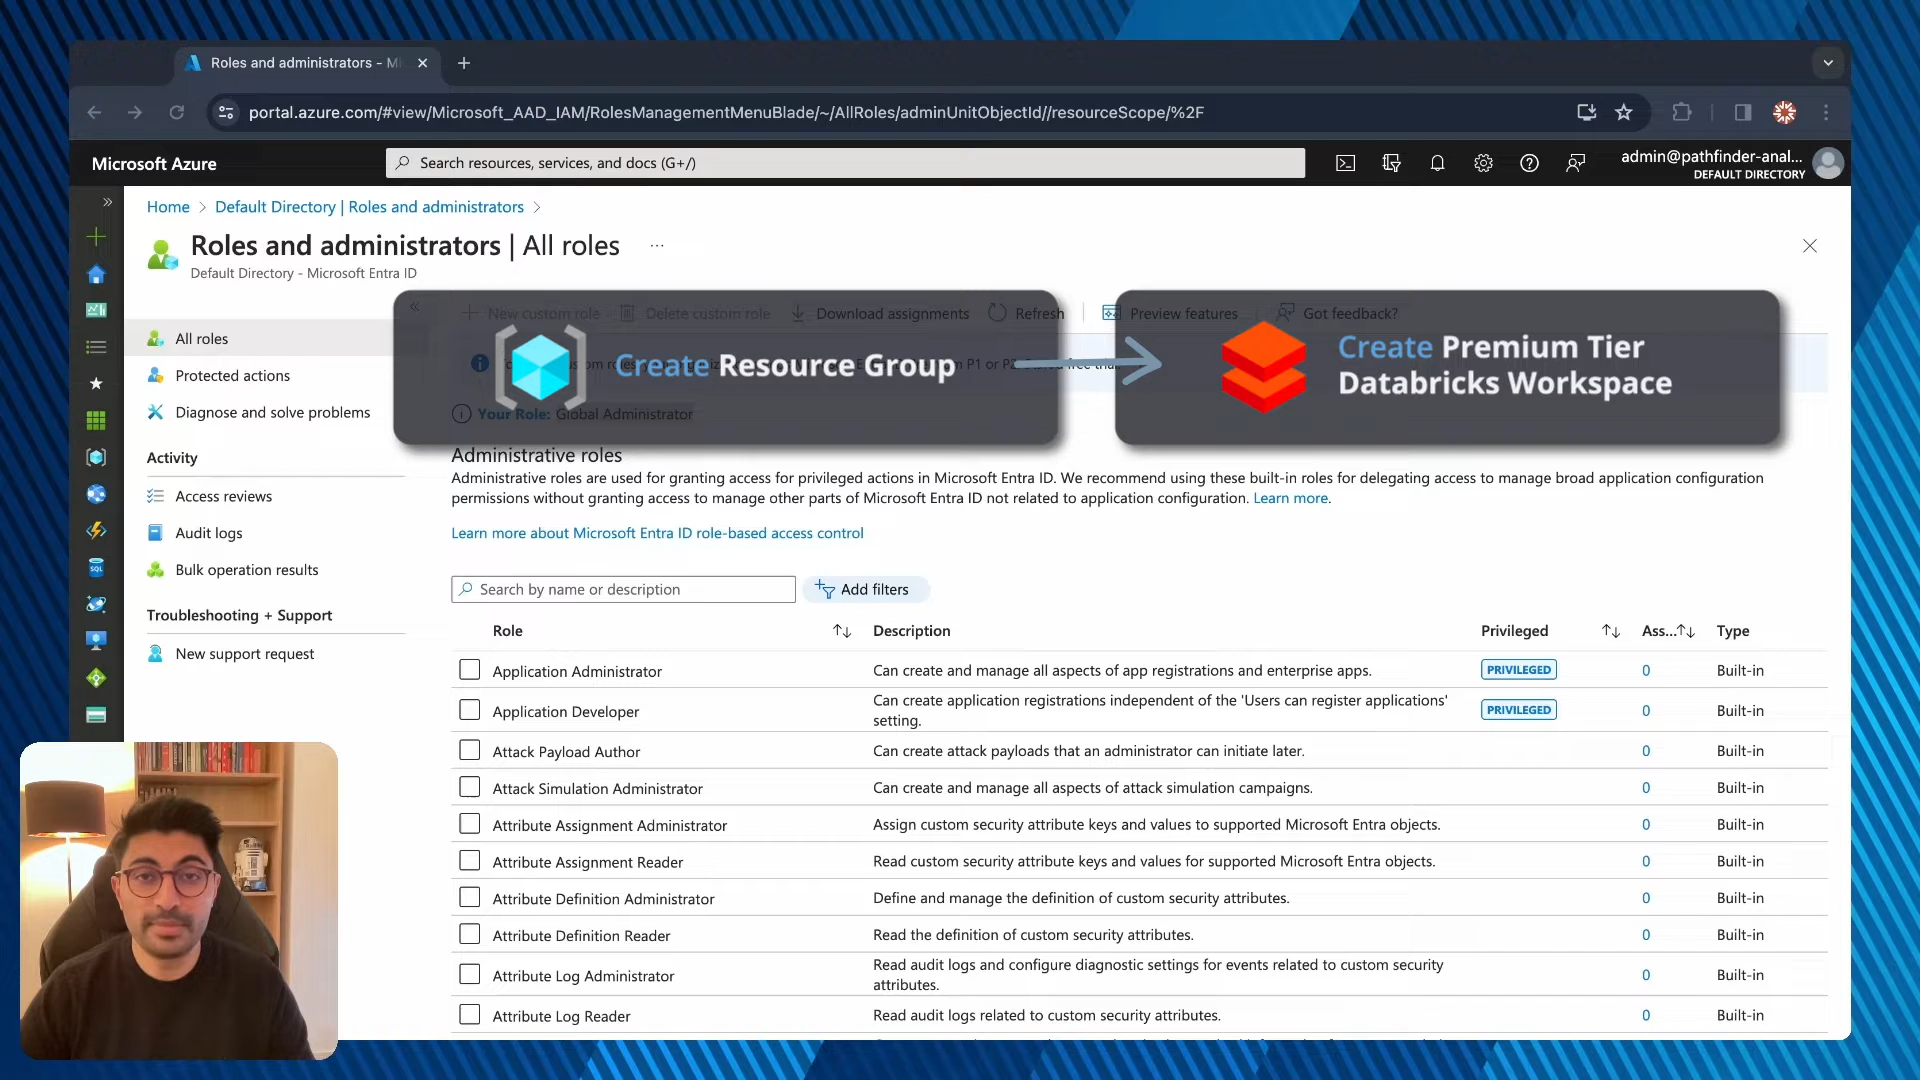 Roles and administrators - Mi
portal.azure.com/#view/Microsoft_AAD_IAM/RolesManagementMenuBlade/~/AllRoles/adminUnitObjectId//resourceScope/%2F
Microsoft Azure
Search resources, services, and docs (G+/)
admin@pathfinder-anal...
DEFAULT DIRECTORY
Home > Default Directory | Roles and administrators >
Roles and administrators | All roles ...
Default Directory - Microsoft Entra ID
New custom role Delete custom role Download assignments Refresh Preview features Got feedback?
Create Resource Group
Create Premium Tier
Databricks Workspace
Your Role: Global Administrator
All roles
Protected actions
Diagnose and solve problems
Activity
Access reviews
Audit logs
Bulk operation results
Troubleshooting + Support
New support request
Administrative roles
Administrative roles are used for granting access for privileged actions in Microsoft Entra ID. We recommend using these built-in roles for delegating access to manage broad application configuration
permissions without granting access to manage other parts of Microsoft Entra ID not related to application configuration. Learn more.
Learn more about Microsoft Entra ID role-based access control
Search by name or description Add filters
Role Description Privileged Ass... Type
Application Administrator Can create and manage all aspects of app registrations and enterprise apps. PRIVILEGED 0 Built-in
Application Developer Can create application registrations independent of the 'Users can register applications'
setting. PRIVILEGED 0 Built-in
Attack Payload Author Can create attack payloads that an administrator can initiate later. 0 Built-in
Attack Simulation Administrator Can create and manage all aspects of attack simulation campaigns. 0 Built-in
Attribute Assignment Administrator Assign custom security attribute keys and values to supported Microsoft Entra objects. 0 Built-in
Attribute Assignment Reader Read custom security attribute keys and values for supported Microsoft Entra objects. 0 Built-in
Attribute Definition Administrator Define and manage the definition of custom security attributes. 0 Built-in
Attribute Definition Reader Read the definition of custom security attributes. 0 Built-in
Attribute Log Administrator Read audit logs and configure diagnostic settings for events related to custom security
attributes. 0 Built-in
Attribute Log Reader Read audit logs related to custom security attributes. 0 Built-in
SQL